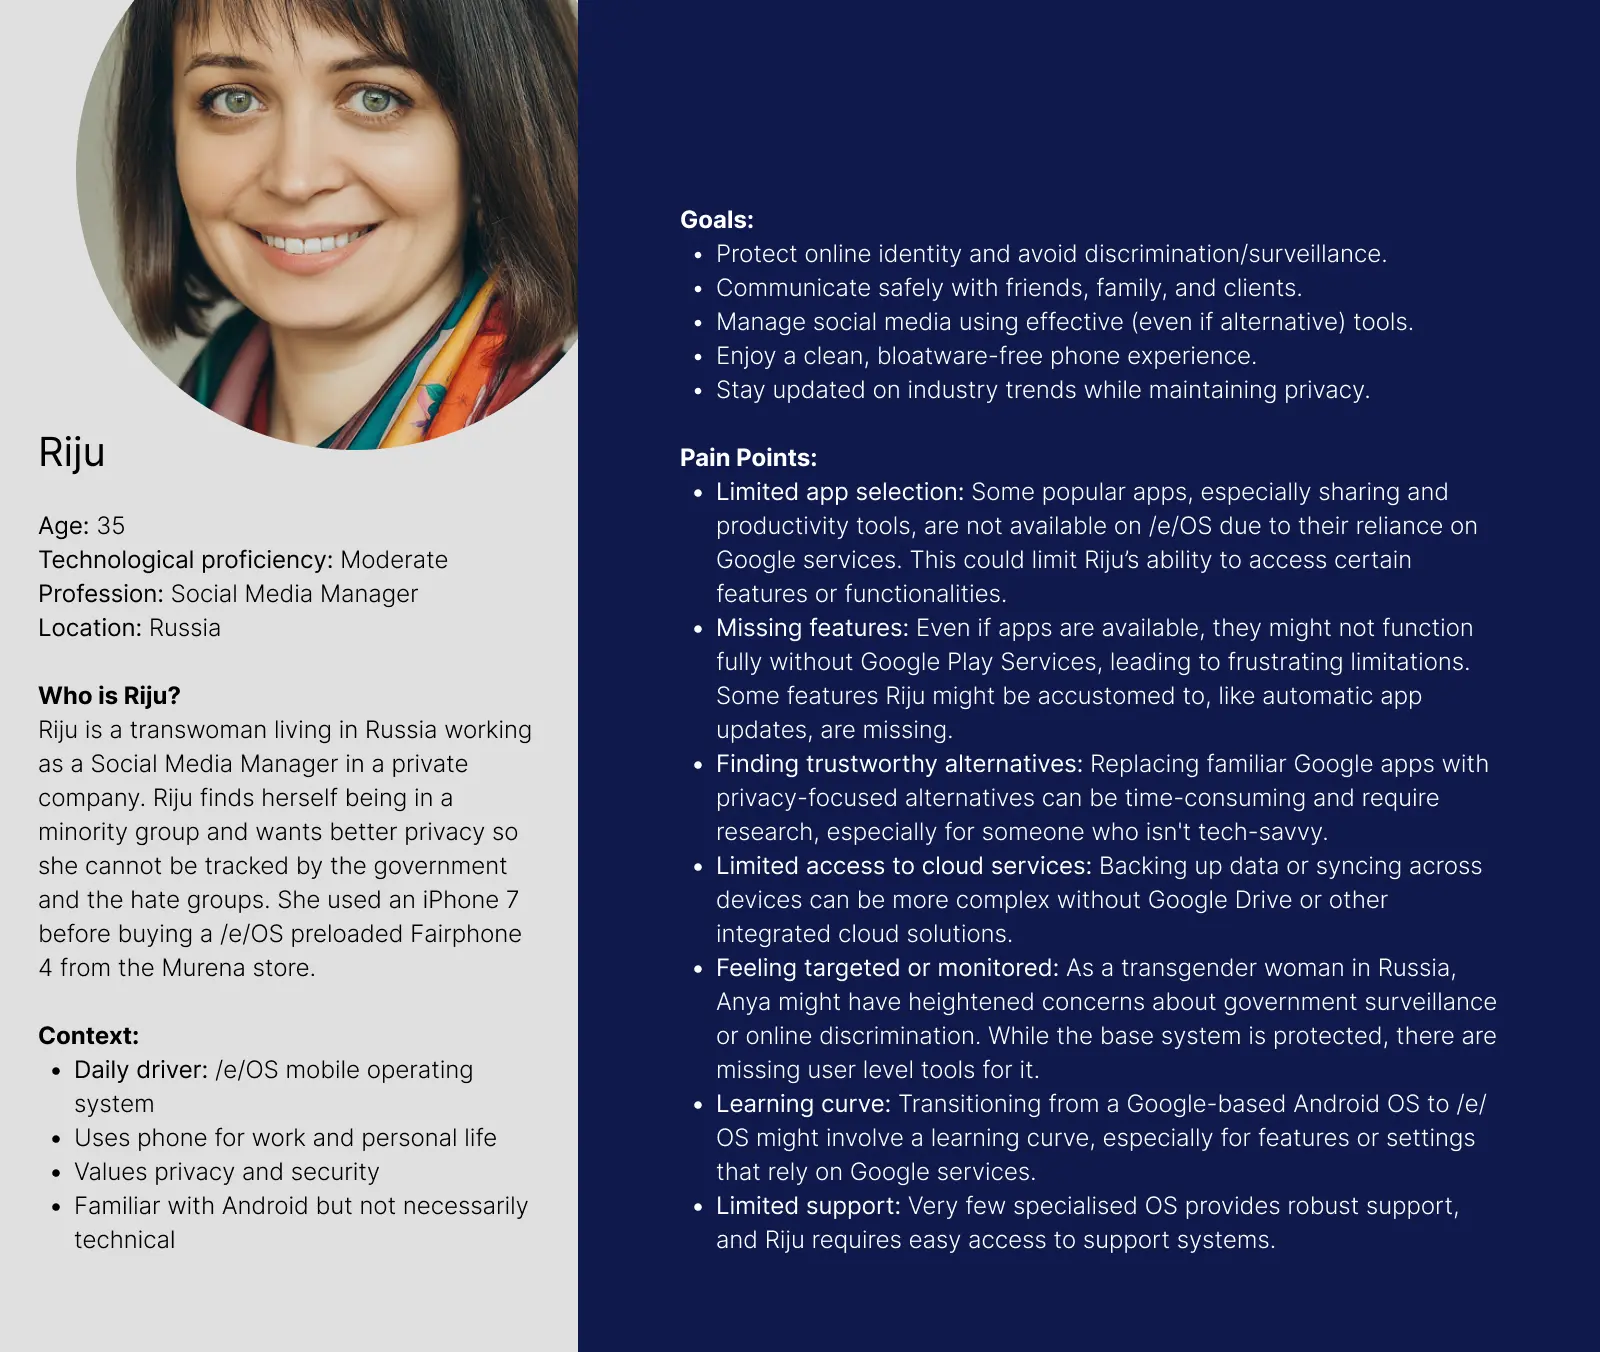 Riju
Age: 35
Technological proficiency: Moderate
Profession: Social Media Manager
Location: Russia
Who is Riju?
Riju is a transwoman living in Russia working
as a Social Media Manager in a private
company. Riju finds herself being in a
minority group and wants better privacy so
she cannot be tracked by the government
and the hate groups. She used an iPhone 7
before buying a /e/OS preloaded Fairphone
4 from the Murena store.
Context:
• Daily driver: /e/OS mobile operating
system
• Uses phone for work and personal life
• Values privacy and security
• Familiar with Android but not necessarily
technical
Goals:
• Protect online identity and avoid discrimination/surveillance.
• Communicate safely with friends, family, and clients.
• Manage social media using effective (even if alternative) tools.
• Enjoy a clean, bloatware-free phone experience.
• Stay updated on industry trends while maintaining privacy.
Pain Points:
• Limited app selection: Some popular apps, especially sharing and
productivity tools, are not available on /e/OS due to their reliance on
Google services. This could limit Riju’s ability to access certain
features or functionalities.
• Missing features: Even if apps are available, they might not function
fully without Google Play Services, leading to frustrating limitations.
Some features Riju might be accustomed to, like automatic app
updates, are missing.
• Finding trustworthy alternatives: Replacing familiar Google apps with
privacy-focused alternatives can be time-consuming and require
research, especially for someone who isn't tech-savvy.
• Limited access to cloud services: Backing up data or syncing across
devices can be more complex without Google Drive or other
integrated cloud solutions.
• Feeling targeted or monitored: As a transgender woman in Russia,
Anya might have heightened concerns about government surveillance
or online discrimination. While the base system is protected, there are
missing user level tools for it.
• Learning curve: Transitioning from a Google-based Android OS to /e/
OS might involve a learning curve, especially for features or settings
that rely on Google services.
• Limited support: Very few specialised OS provides robust support,
and Riju requires easy access to support systems.